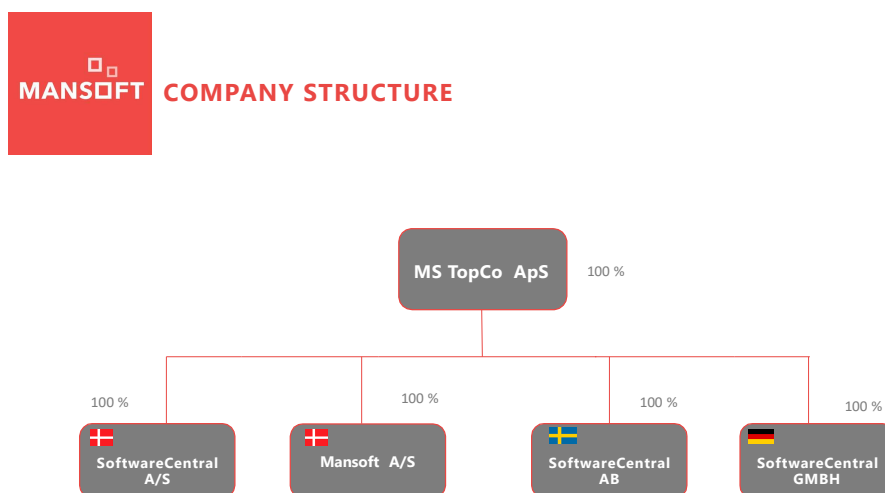 MANSOFT
COMPANY STRUCTURE
MS TopCo ApS
100 %
100 %
100 %
100 %
100 %
SoftwareCentral
A/S
Mansoft A/S
SoftwareCentral
AB
SoftwareCentral
GMBH